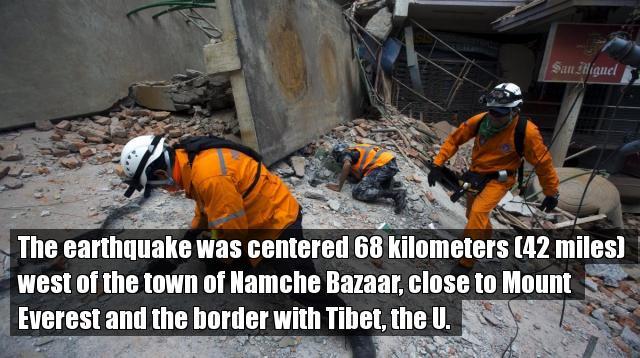 San Miguel
The earthquake was centered 68 kilometers (42 miles)
west of the town of Namche Bazaar, close to Mount
Everest and the border with Tibet, the U.